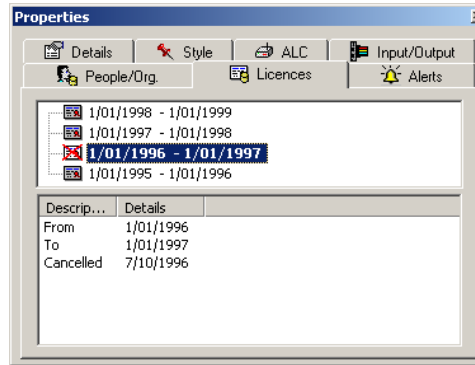 Properties
Details Style ALC Input/Output
People/Org. Licences Alerts
1/01/1998 - 1/01/1999
1/01/1997 - 1/01/1998
1/01/1996 - 1/01/1997
1/01/1995 - 1/01/1996
Descrip... Details
From 1/01/1996
To 1/01/1997
Cancelled 7/10/1996